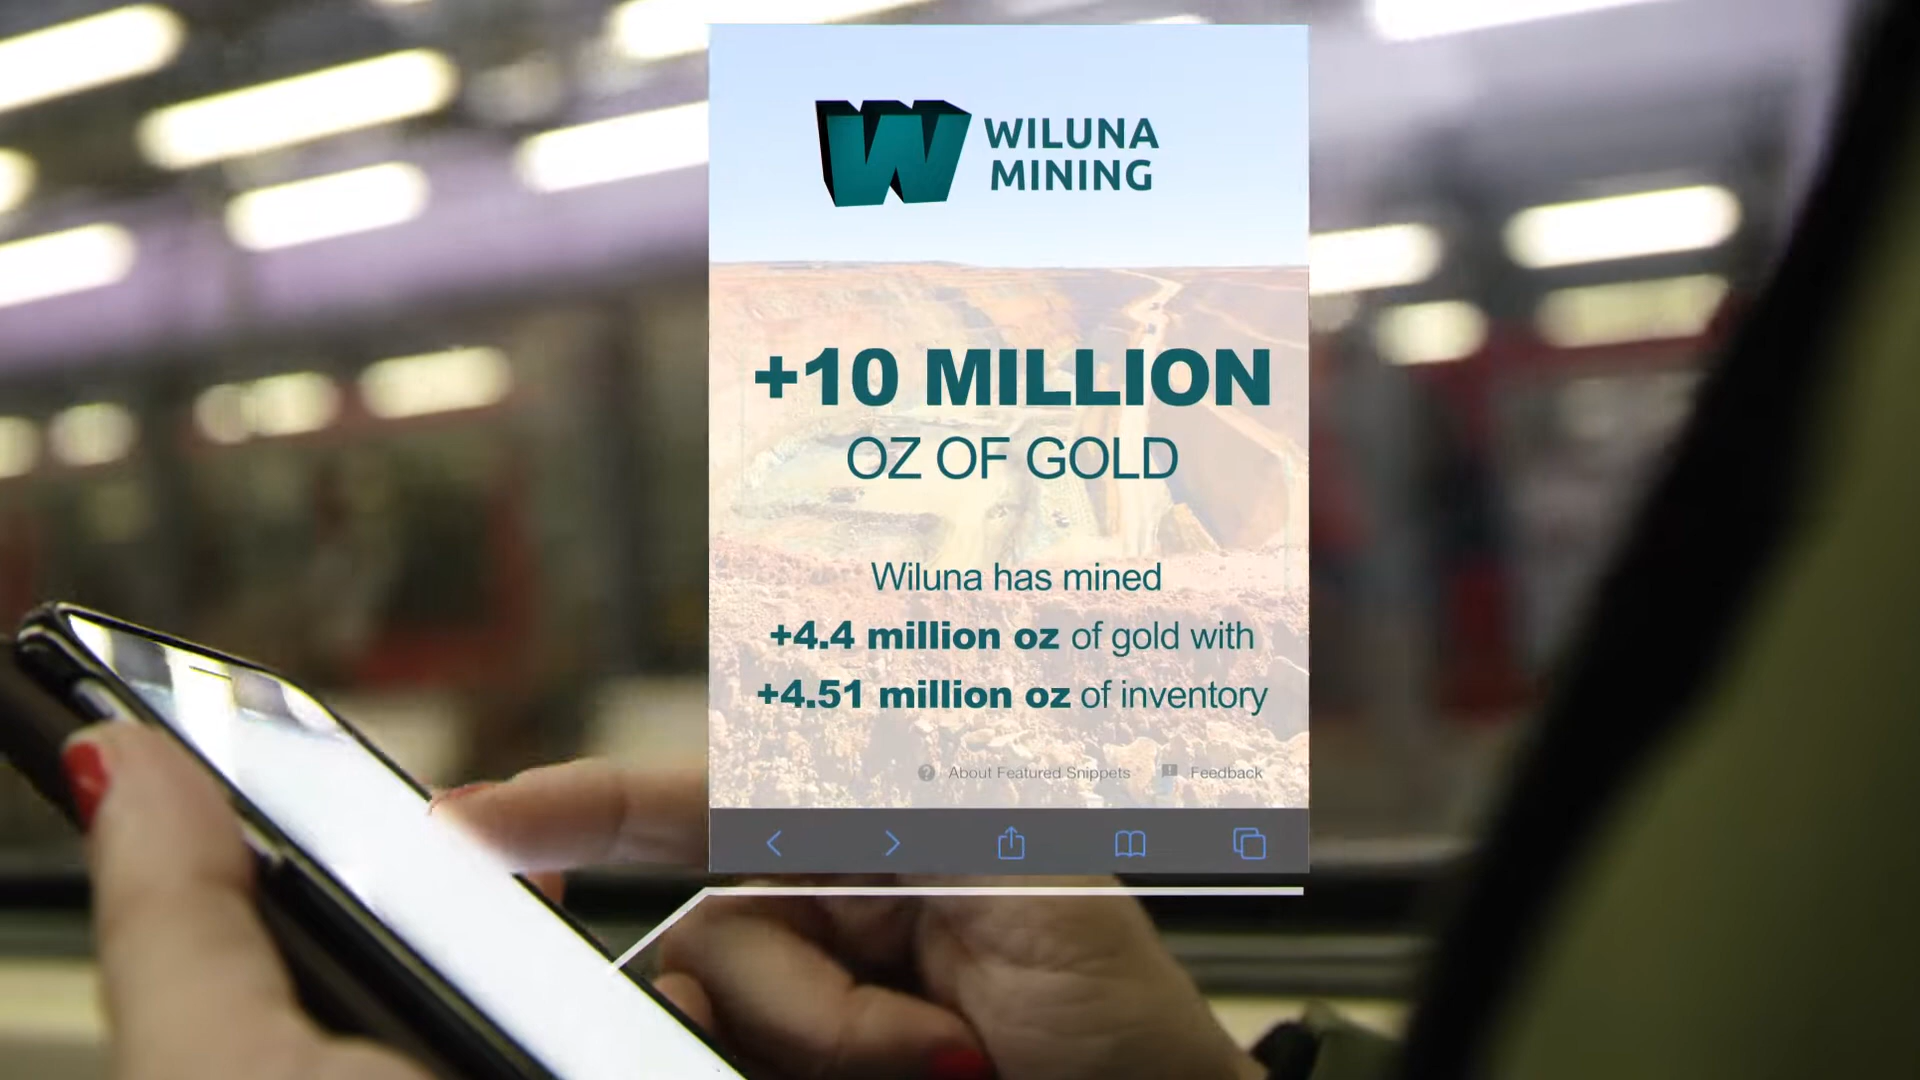 WILUNA
MINING
+10 MILLION
OZ OF GOLD
Wiluna has mined
+4.4 million oz of gold with
+4.51 million oz of inventory
About Featured Snippets Feedback